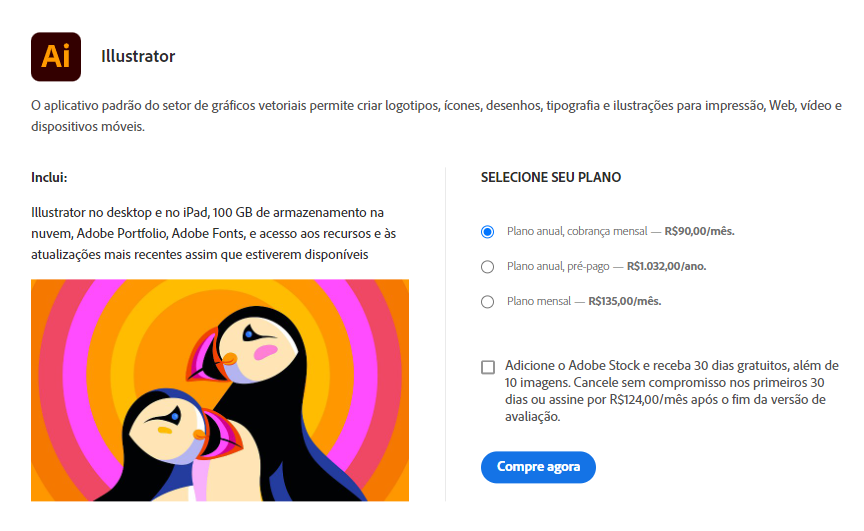 Ai
Illustrator
O aplicativo padrão do setor de gráficos vetoriais permite criar logotipos, ícones, desenhos, tipografia e ilustrações para impressão, Web, vídeo e
dispositivos móveis.
Inclui:
Illustrator no desktop e no iPad, 100 GB de armazenamento na
nuvem, Adobe Portfolio, Adobe Fonts, e acesso aos recursos e às
atualizações mais recentes assim que estiverem disponíveis
SELECIONE SEU PLANO
Plano anual, cobrança mensal — R$90,00/mês.
Plano anual, pré-pago — R$1.032,00/ano.
Plano mensal — R$135,00/mês.
Adicione o Adobe Stock e receba 30 dias gratuitos, além de
10 imagens. Cancele sem compromisso nos primeiros 30
dias ou assine por R$124,00/mês após o fim da versão de
avaliação.
Compre agora